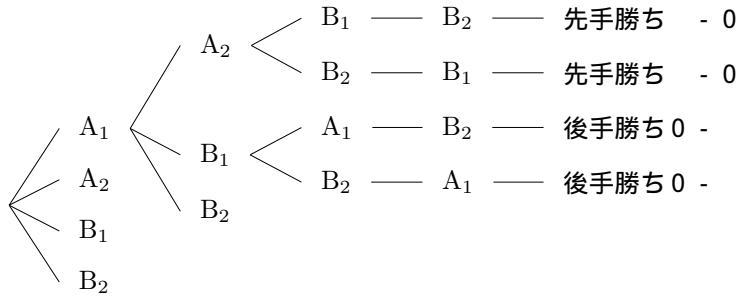 B₁ B₂ 先手勝ち - 0
A₂
B₂ B₁ 先手勝ち - 0
A₁ A₁ B₂ 後手勝ち 0 -
B₁
A₂ B₂ A₁ 後手勝ち 0 -
B₂
B₁
B₂